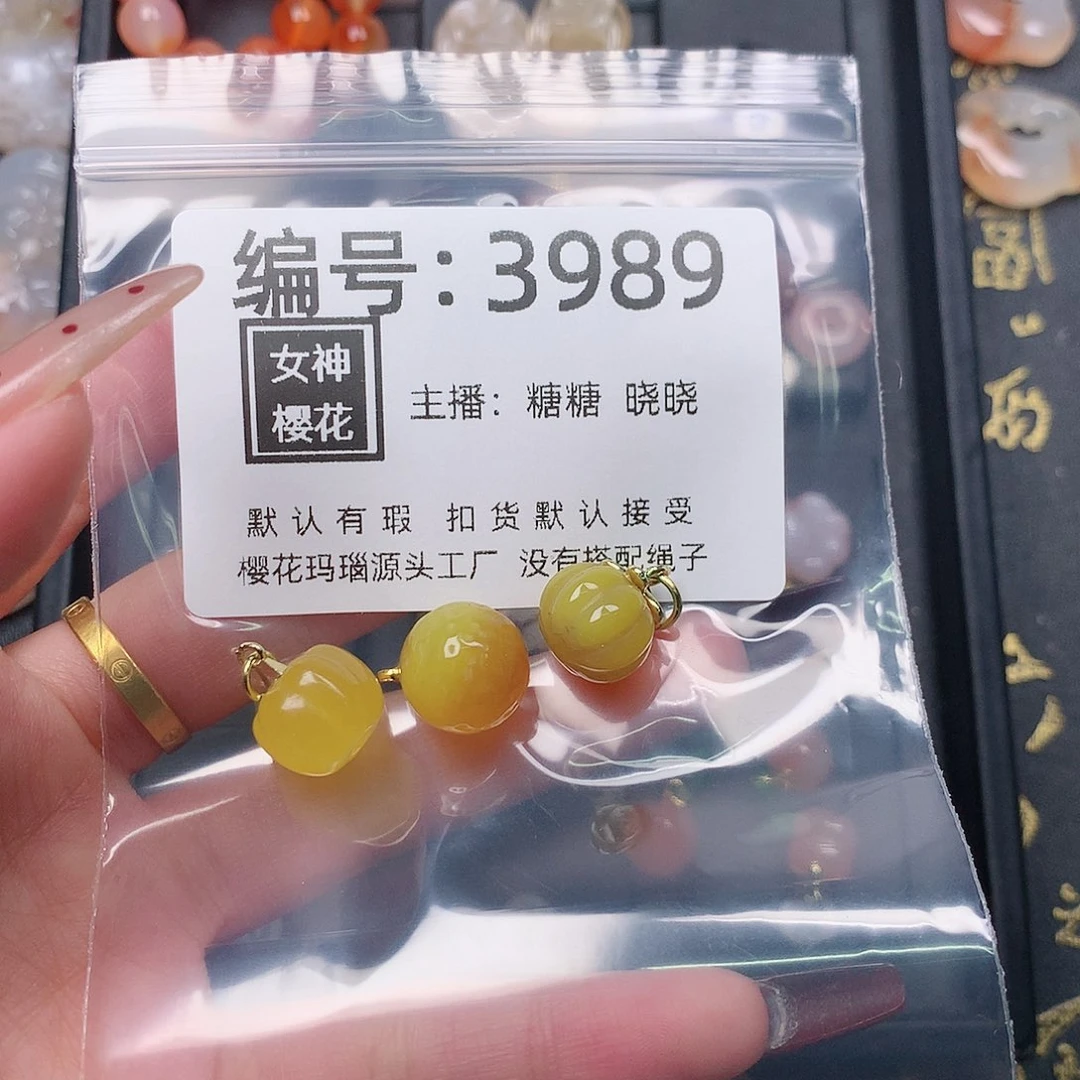 编号:3989
女神
樱花
主播: 糖糖 晓晓
默认有瑕 扣货默认接受
樱花玛瑙源头工厂 没有搭配绳子